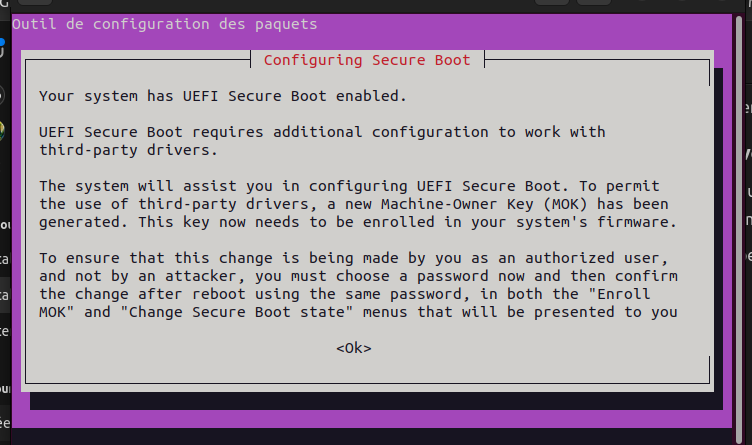 Outil de configuration des paquets
Configuring Secure Boot
Your system has UEFI Secure Boot enabled.
UEFI Secure Boot requires additional configuration to work with
third-party drivers.
The system will assist you in configuring UEFI Secure Boot. To permit
the use of third-party drivers, a new Machine-Owner Key (MOK) has been
generated. This key now needs to be enrolled in your system's firmware.
To ensure that this change is being made by you as an authorized user,
and not by an attacker, you must choose a password now and then confirm
the change after reboot using the same password, in both the "Enroll
MOK" and "Change Secure Boot state" menus that will be presented to you
<Ok>